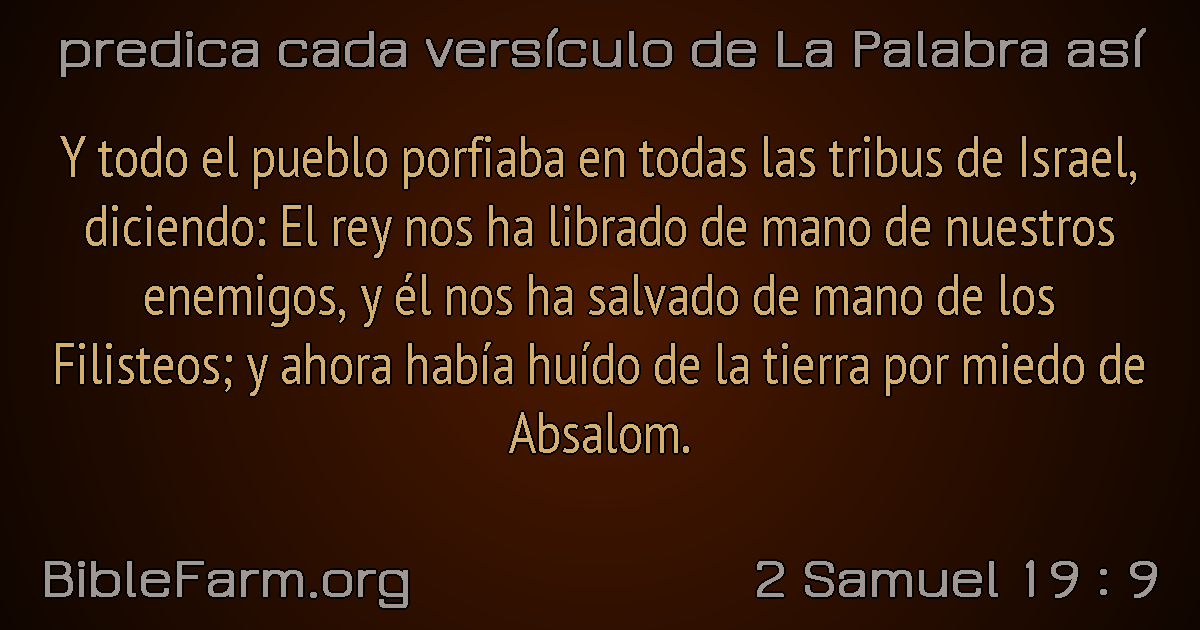 predica cada versículo de La Palabra así
Y todo el pueblo porfiaba en todas las tribus de Israel,
diciendo: El rey nos ha librado de mano de nuestros
enemigos, y él nos ha salvado de mano de los
Filisteos; y ahora había huído de la tierra por miedo de
Absalom.
BibleFarm.org
2 Samuel 19 : 9